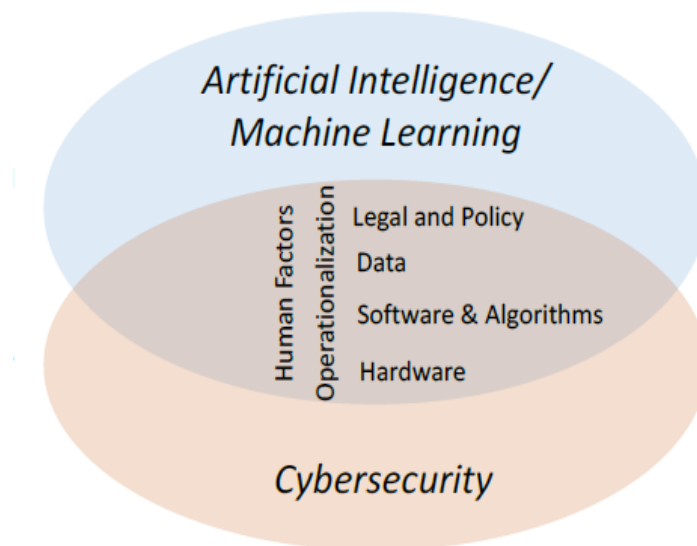 Artificial Intelligence/
Machine Learning
Human Factors
Operationalization
Legal and Policy
Data
Software & Algorithms
Hardware
Cybersecurity